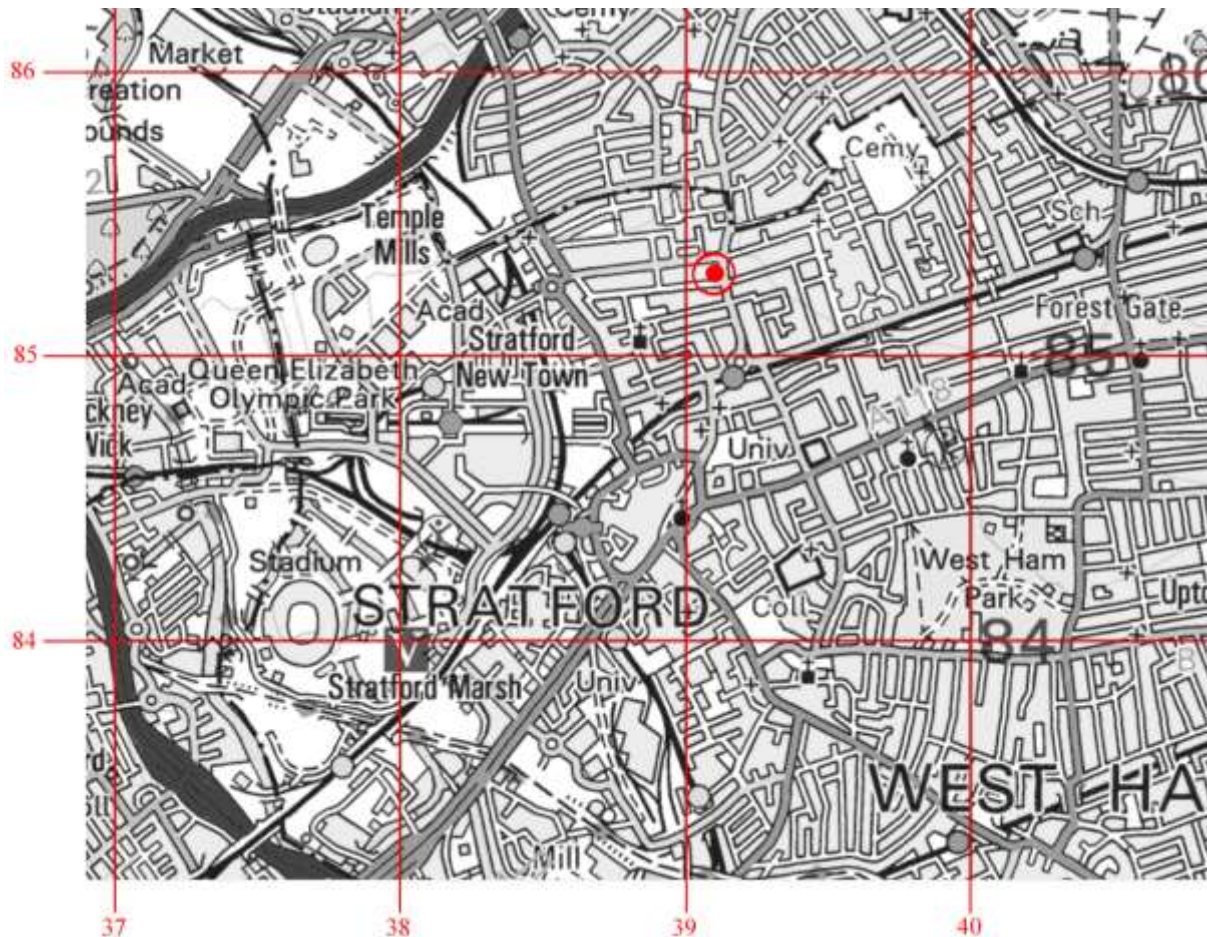 Cemy
Market
86
reation
ounds
Cemy
Temple
Mills
Sch
Acad
Forest Gate
Stratford
New Town
85
85
Queen Elizabeth
Olympic Park
Acad
ckney
Wick
A118
Univ
Stadium
West Ham
Park
STRATFORD
Coll
Upto
84
84
Stratford Marsh
Univ
WEST HA
Mill
37
38
39
40